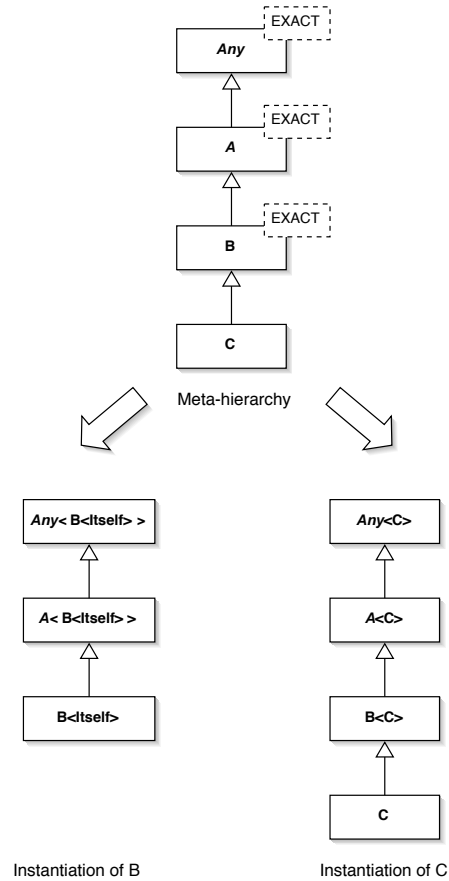 EXACT
Any
EXACT
A
EXACT
B
C
Meta-hierarchy
Any< B<Itself> >
Any<C>
A< B<Itself> >
A<C>
B<Itself>
B<C>
C
Instantiation of B
Instantiation of C